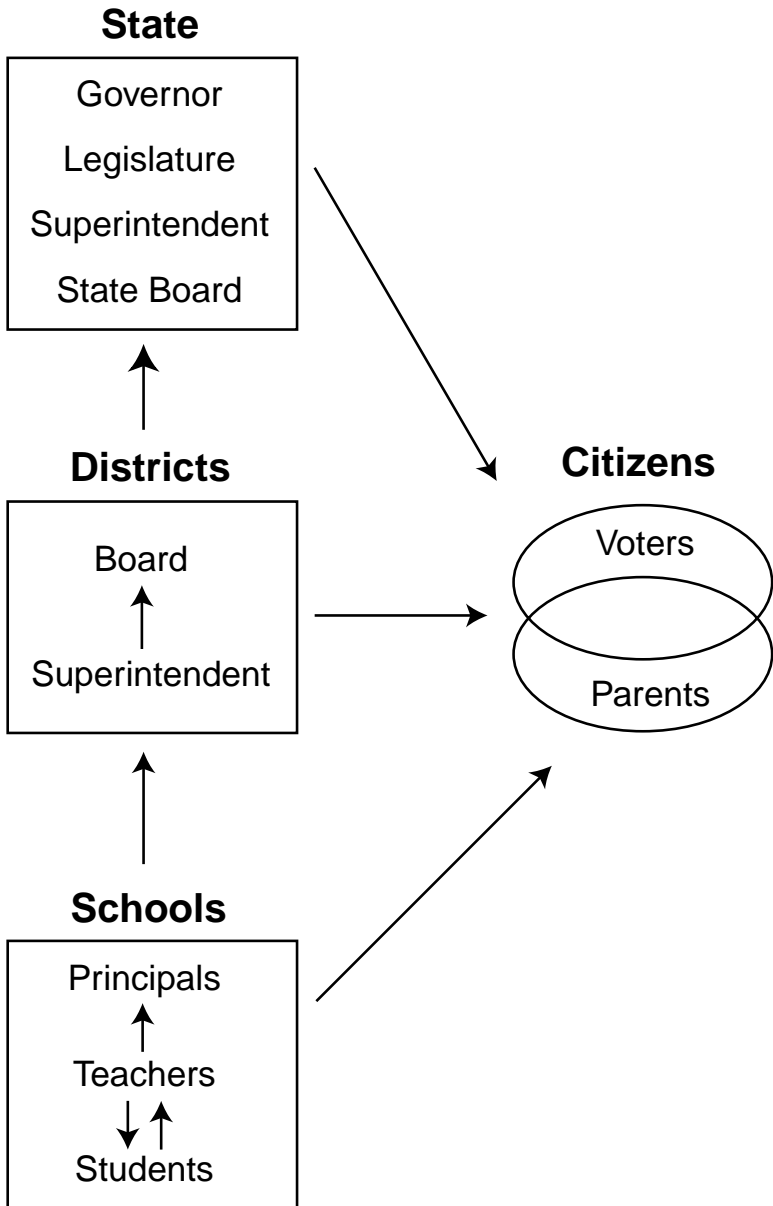 State
Governor
Legislature
Superintendent
State Board
Districts
Board
Superintendent
Citizens
Voters
Parents
Schools
Principals
Teachers
Students